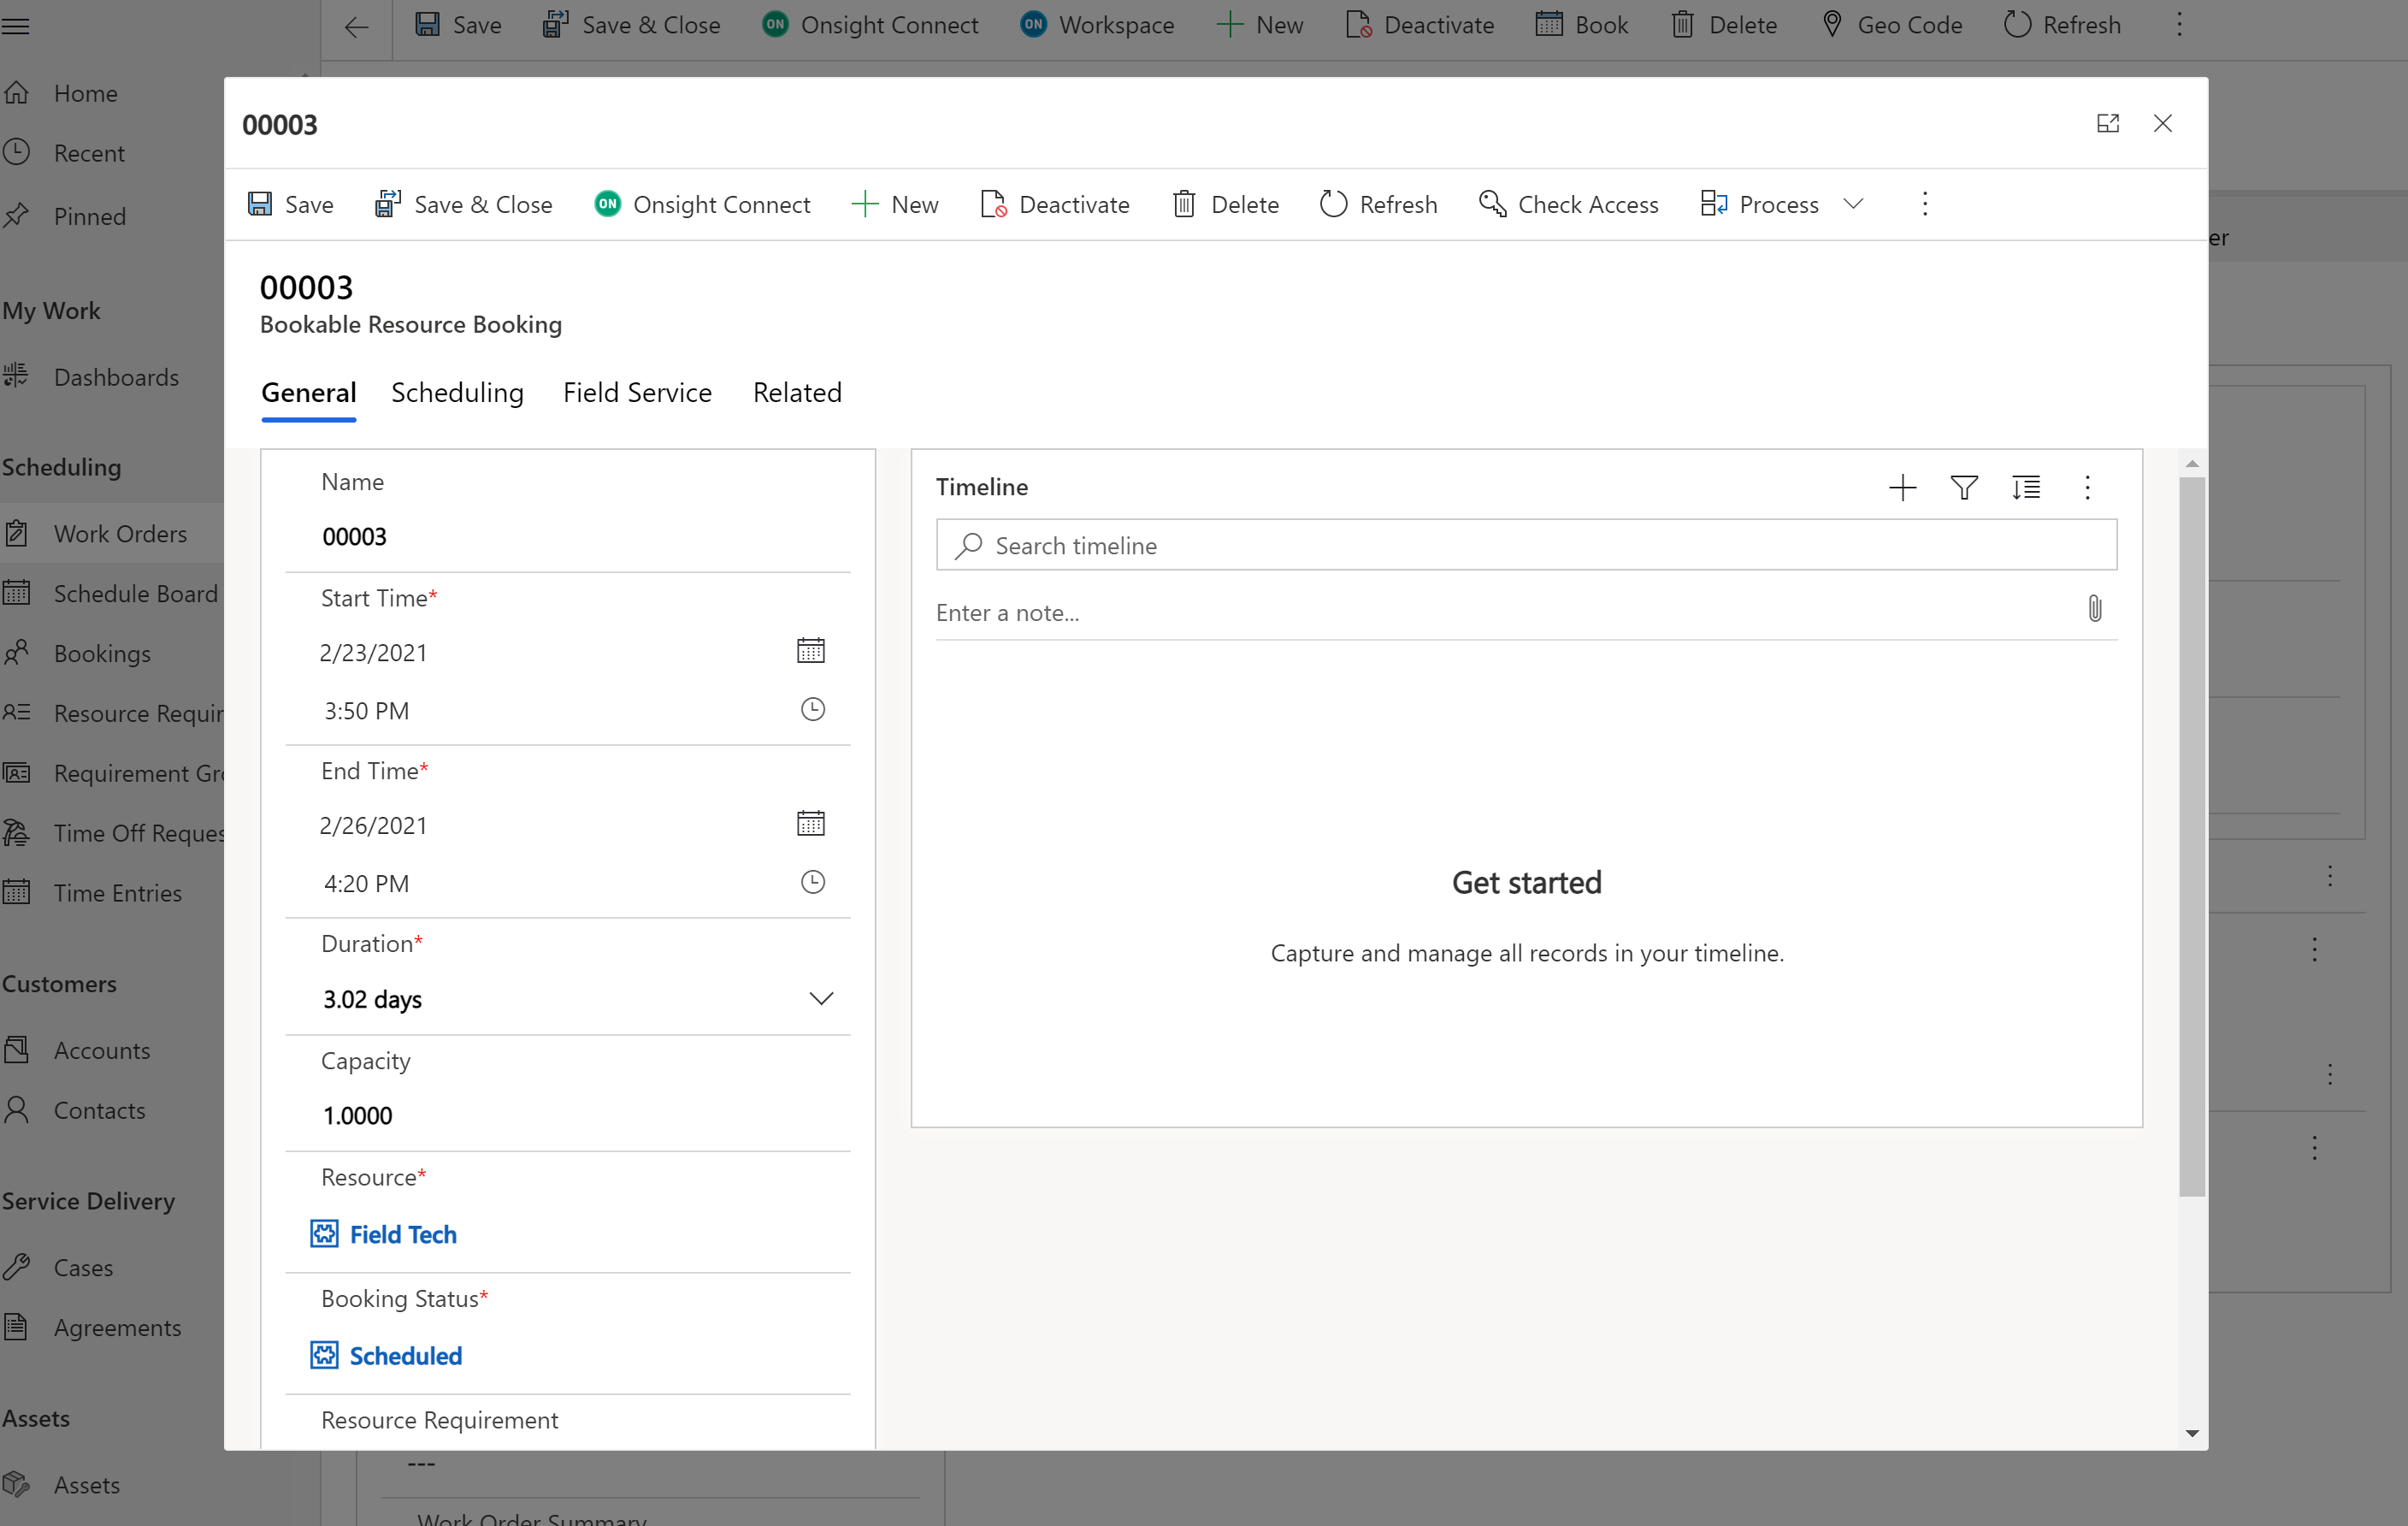 Save
Save & Close
ON Onsight Connect
ON Workspace
New
Deactivate
Book
Delete
Geo Code
Refresh
Home
Recent
Pinned
My Work
Dashboards
Scheduling
Work Orders
Schedule Board
Bookings
Resource Requir
Requirement Gr
Time Off Reques
Time Entries
Customers
Accounts
Contacts
Service Delivery
Cases
Agreements
Assets
Assets
00003
Save
Save & Close
ON Onsight Connect
New
Deactivate
Delete
Refresh
Check Access
Process
er
00003
Bookable Resource Booking
General
Scheduling
Field Service
Related
Name
00003
Start Time*
2/23/2021
3:50 PM
End Time*
2/26/2021
4:20 PM
Duration*
3.02 days
Capacity
1.0000
Resource*
Field Tech
Booking Status*
Scheduled
Resource Requirement
Timeline
Search timeline
Enter a note...
Get started
Capture and manage all records in your timeline.
---
Work Order Summary